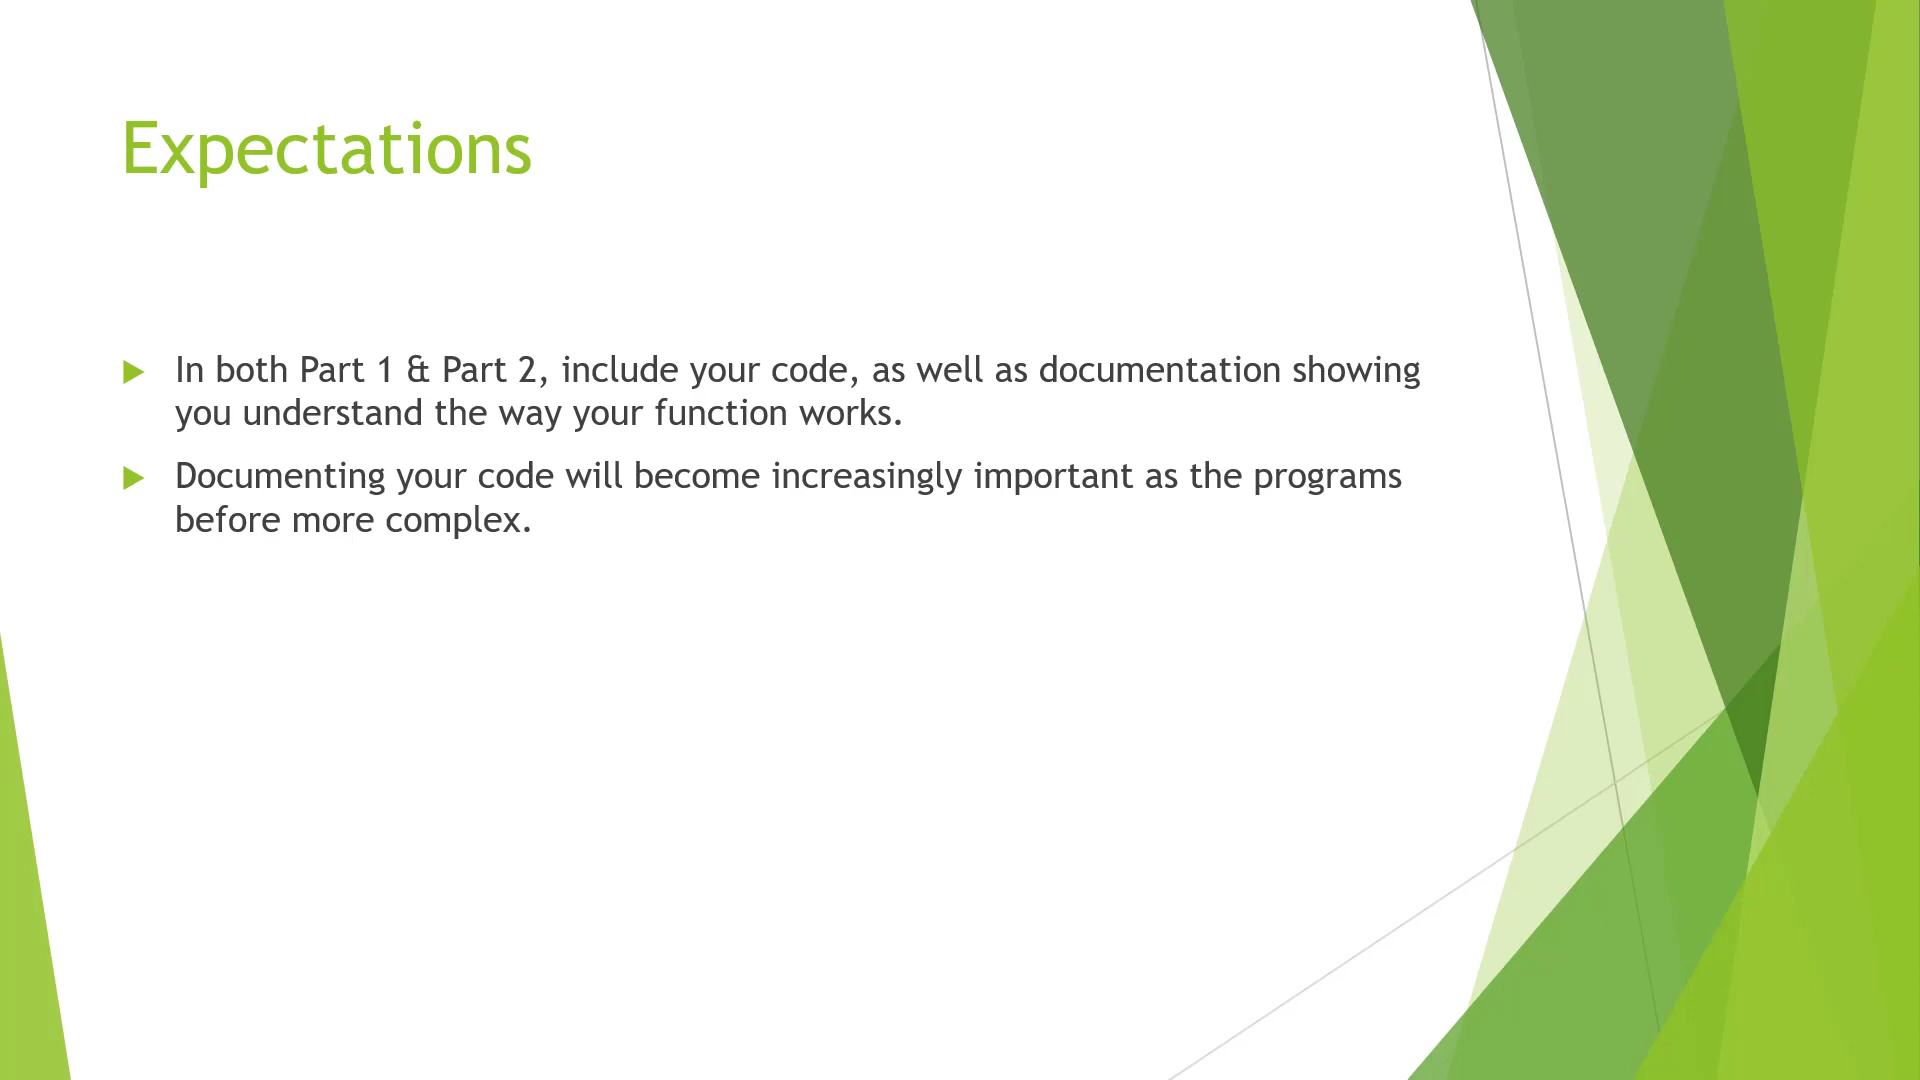 Expectations
In both Part 1 & Part 2, include your code, as well as documentation showing
you understand the way your function works.
Documenting your code will become increasingly important as the programs
before more complex.